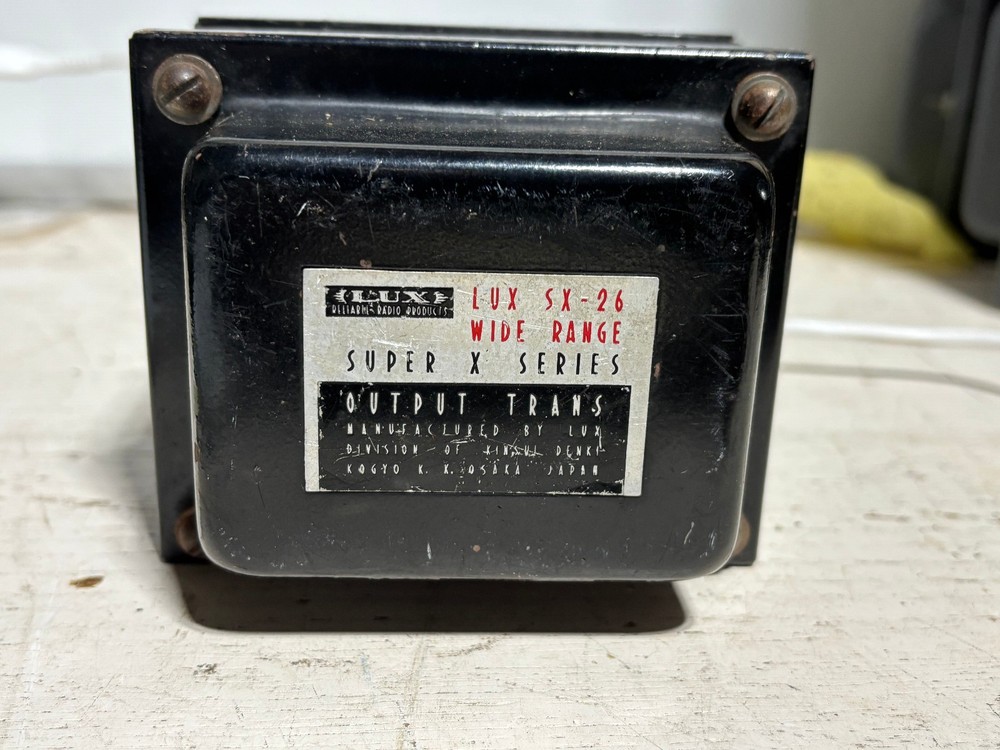 LUX
RELIABLE RADIO PRODUCTS
LUX SX-26
WIDE RANGE
SUPER X SERIES
OUTPUT TRANS
MANUFACTURED BY LUX
DIVISION OF KINSUI DENKI
KOGYO K. K. OSAKA JAPAN